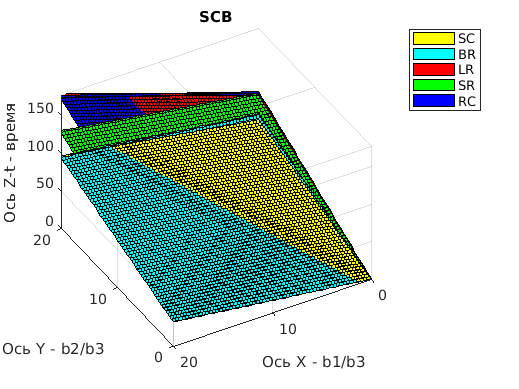 SCB
SC
BR
LR
SR
RC
Ось Z-t - время
150
100
50
0
20
10
0
Ось Y - b2/b3
20
10
0
Ось X - b1/b3